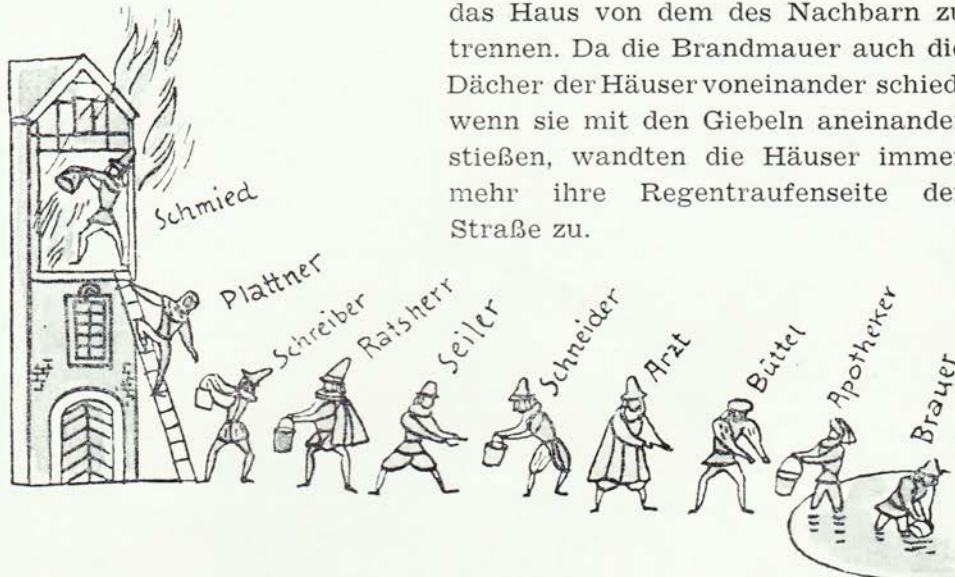 das Haus von dem des Nachbarn zu
trennen. Da die Brandmauer auch die
Dächer der Häuser voneinander schied,
wenn sie mit den Giebeln aneinander
stießen, wandten die Häuser immer
mehr ihre Regentraufenseite der
Straße zu.
Schmied
Plattner
Schreiber
Ratsherr
Seiler
Schneider
Arzt
Büttel
Apotheker
Brauer